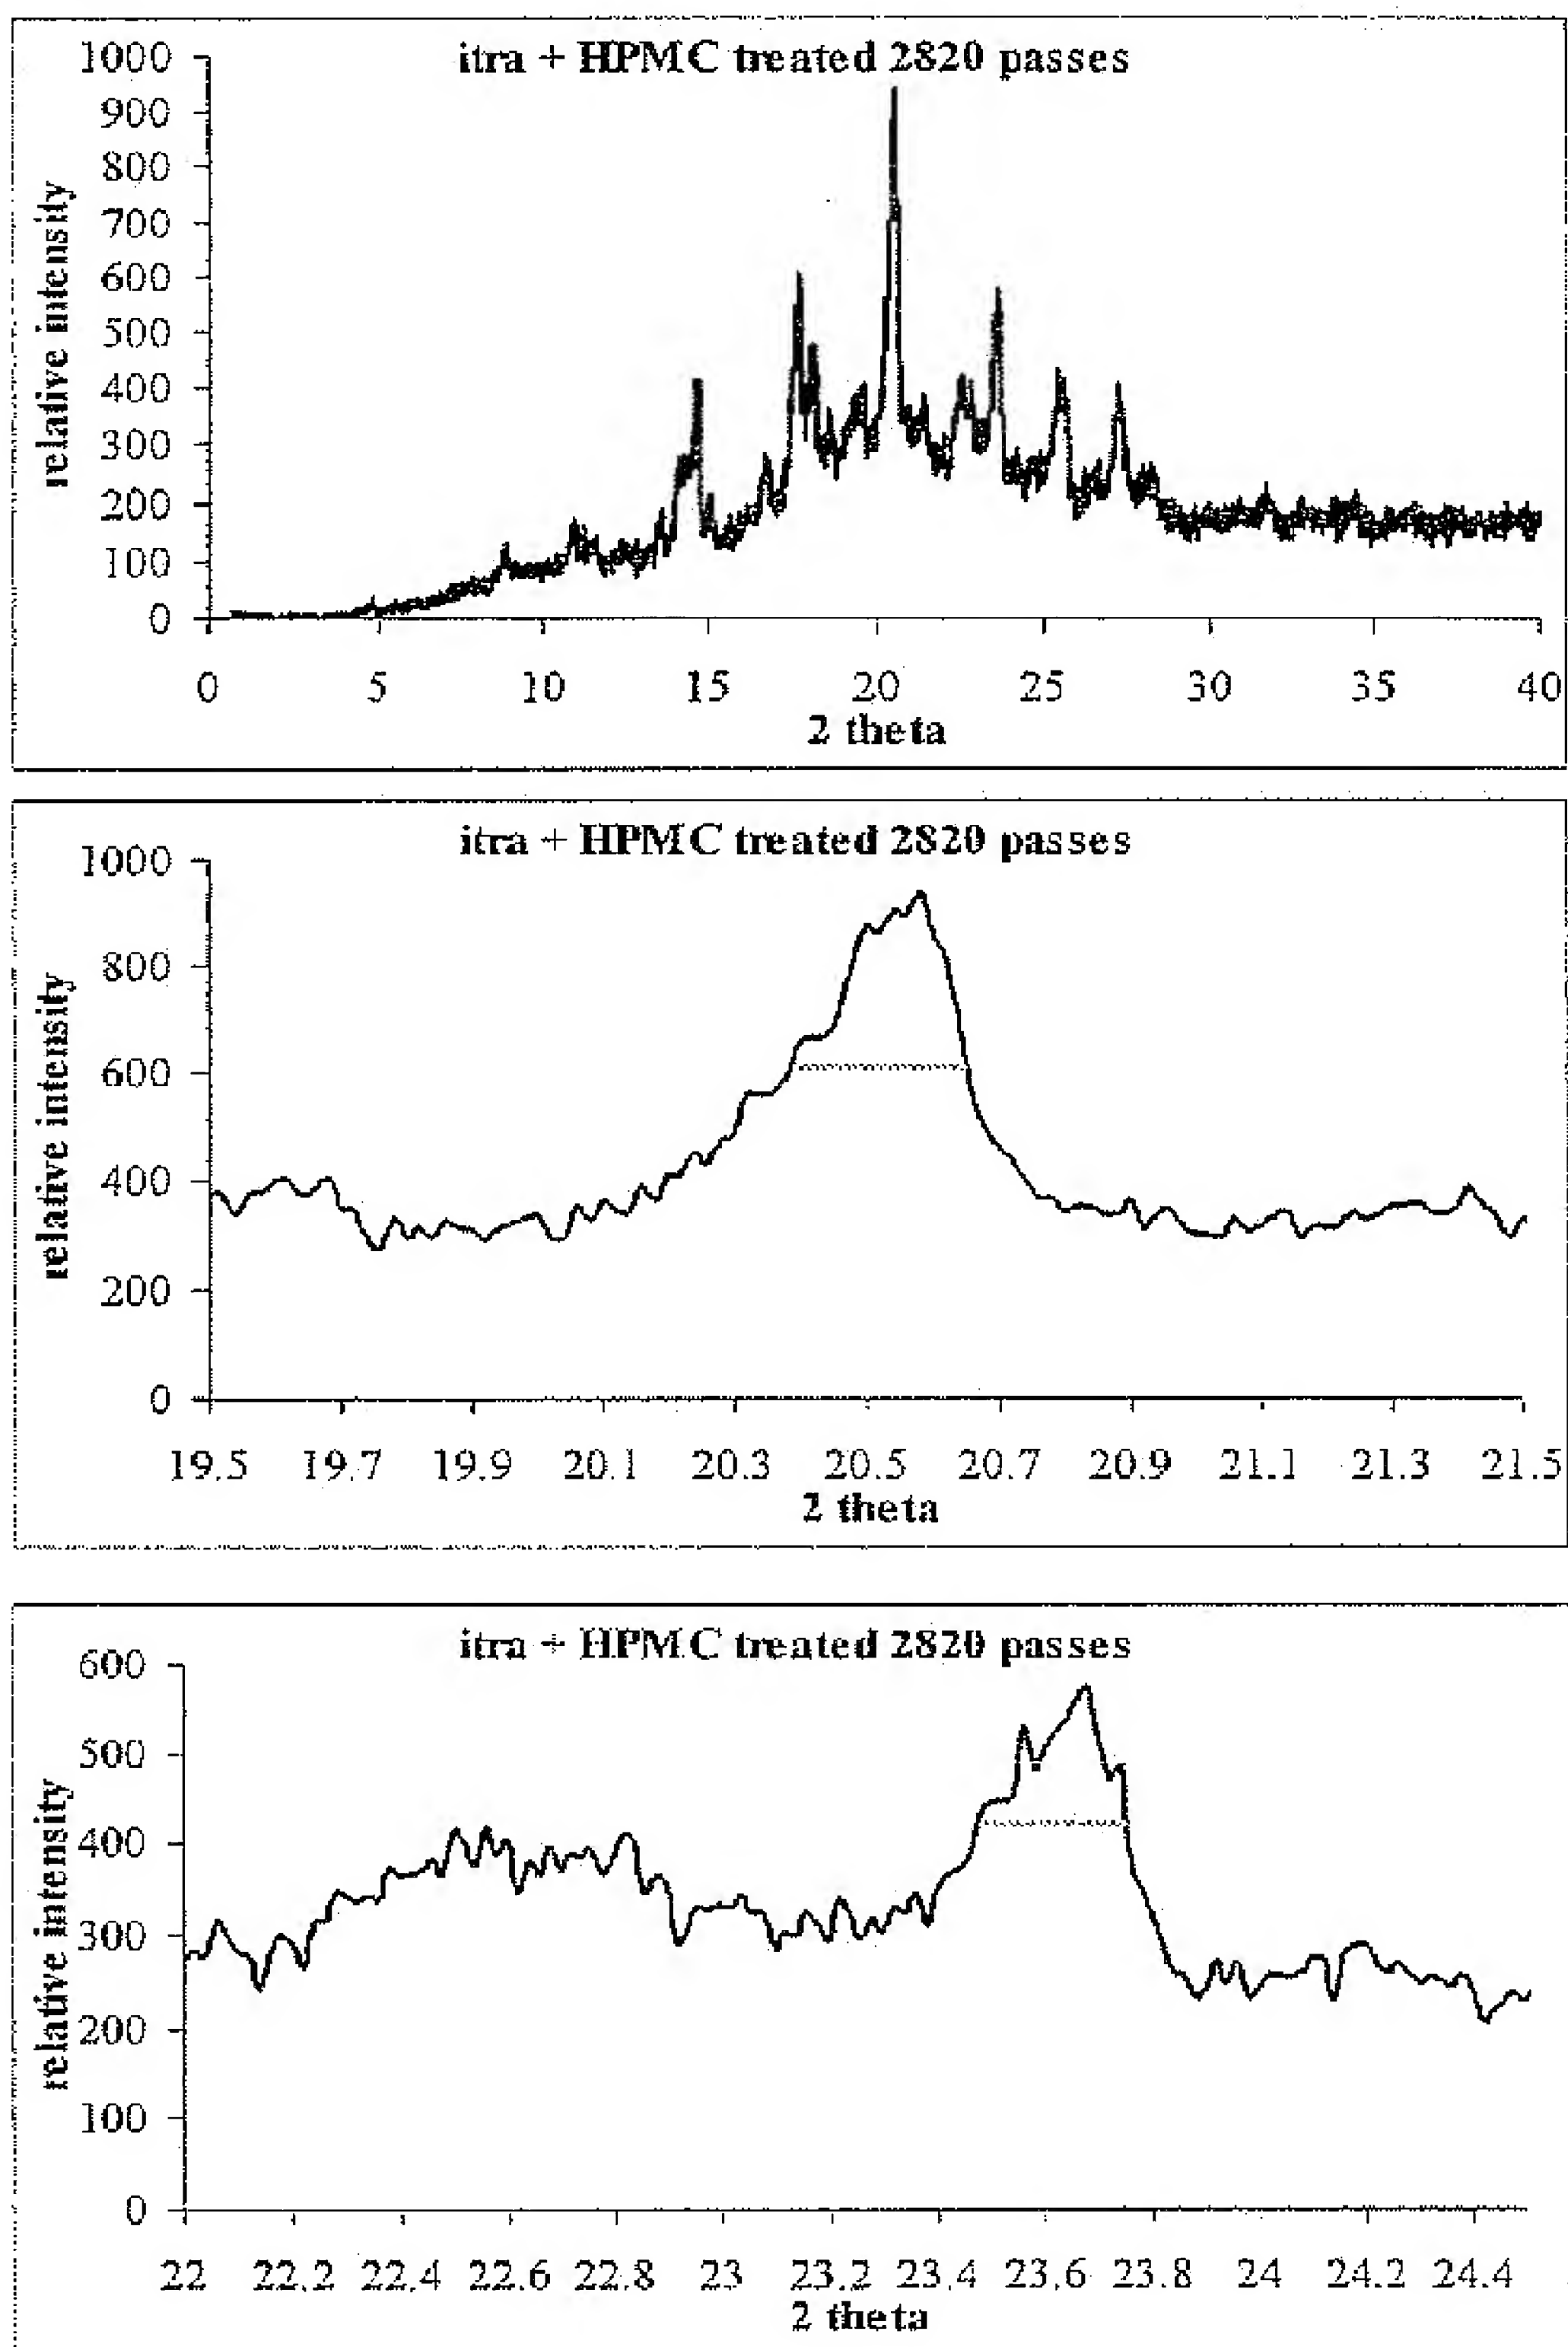 itra + HPMC treated 2820 passes
relative intensity
1000
900
800
700
600
500
400
300
200
100
0
0 5 10 15 20 25 30 35 40
2 theta
itra + HPMC treated 2820 passes
relative intensity
1000
800
600
400
200
0
19.5 19.7 19.9 20.1 20.3 20.5 20.7 20.9 21.1 21.3 21.5
2 theta
itra + HPMC treated 2820 passes
relative intensity
600
500
400
300
200
100
0
22 22.2 22.4 22.6 22.8 23 23.2 23.4 23.6 23.8 24 24.2 24.4
2 theta